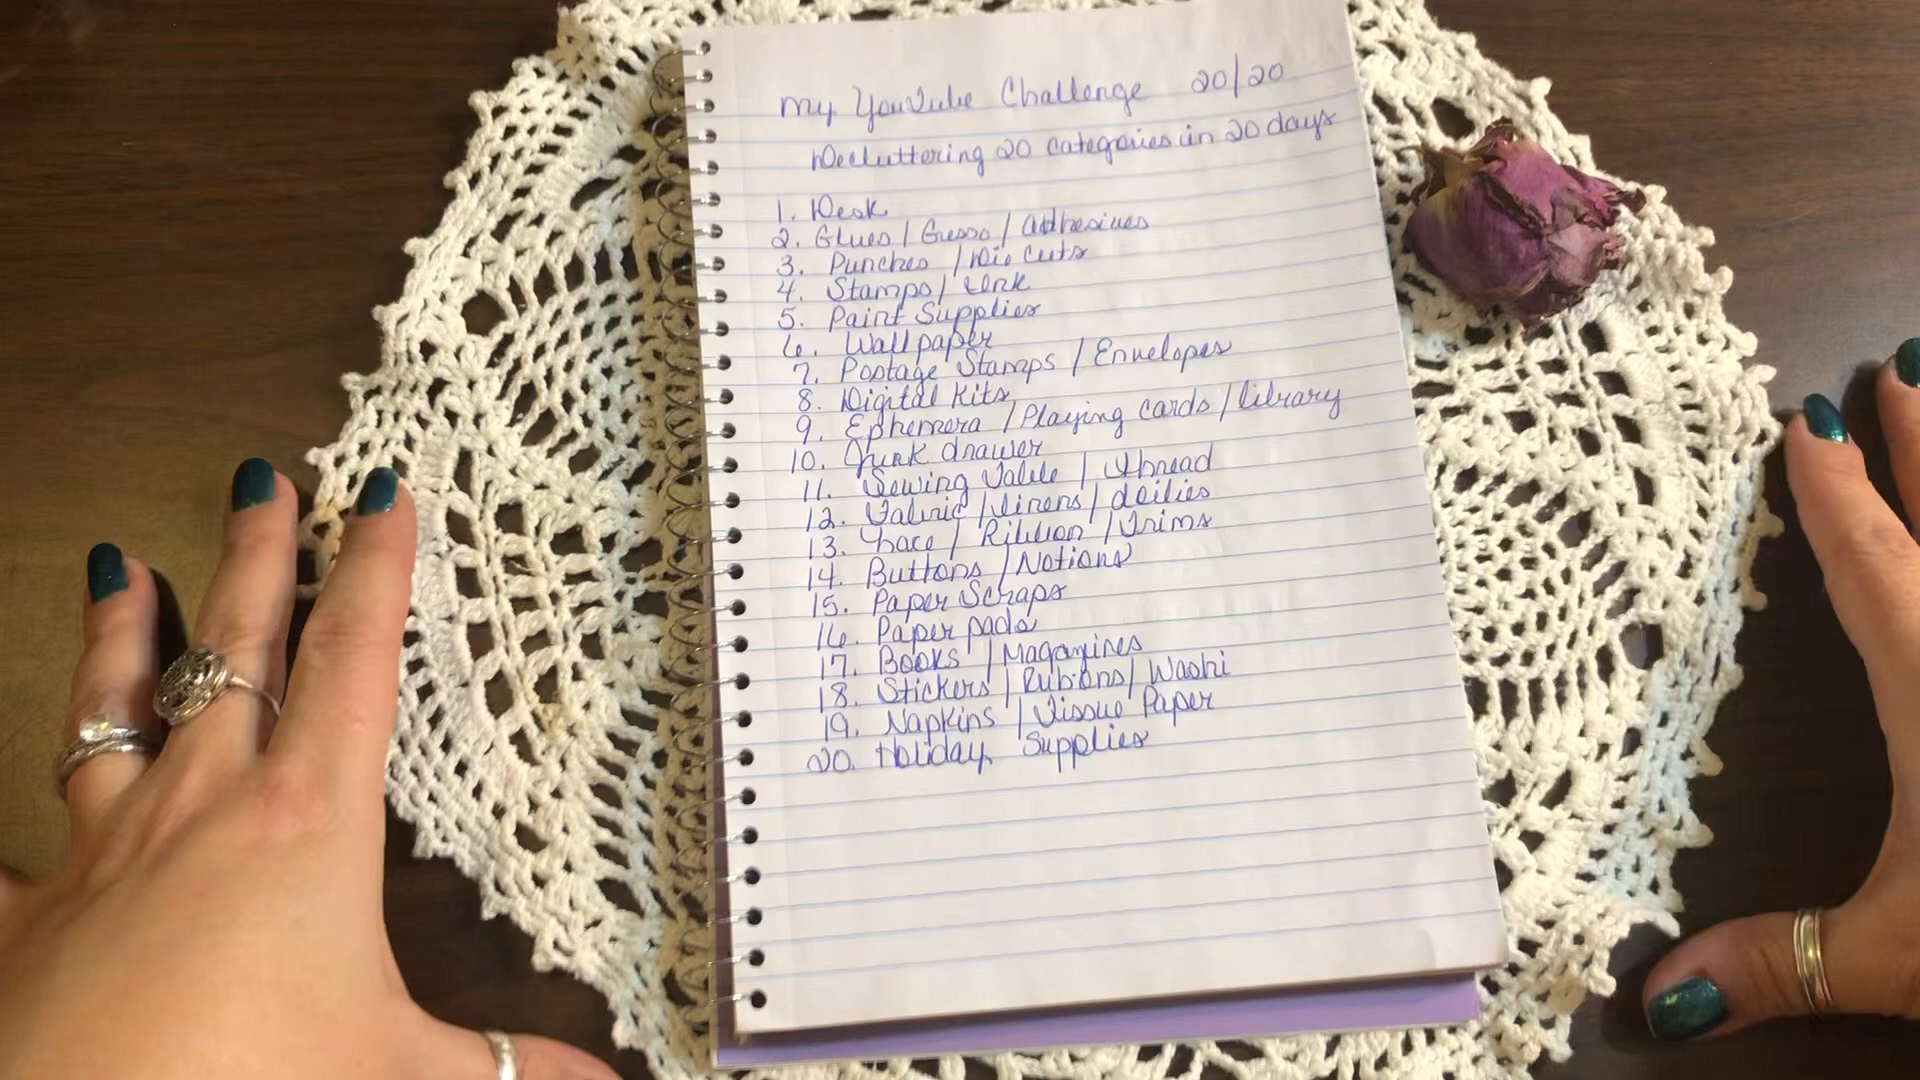 My YouTube Challenge 20/20
Decluttering 20 categories in 20 days
1. Desk
2. Glues / Gesso / Adhesives
3. Punches / Die Cuts
4. Stamps / Ink
5. Paint Supplies
6. Wallpaper
7. Postage Stamps / Envelopes
8. Digital Kits
9. Ephemera / Playing Cards / library
10. Junk drawer
11. Sewing Table / Thread
12. Fabric / linens / doilies
13. Lace / Ribbon / Trims
14. Buttons / Notions
15. Paper Scraps
16. Paper pads
17. Books / Magazines
18. Stickers / Rub.ons / Washi
19. Napkins / Tissue Paper
20. Holiday Supplies